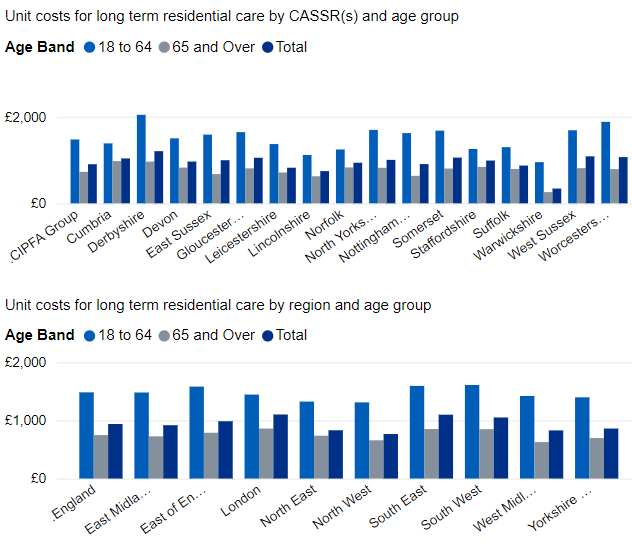 Unit costs for long term residential care by CASSR(s) and age group
Age Band 18 to 64 65 and Over Total
£2,000
£0
.CIPFA Group
Cumbria
Derbyshire
Devon
East Sussex
Gloucester…
Leicestershire
Lincolnshire
Norfolk
North Yorks…
Nottingham…
Somerset
Staffordshire
Suffolk
Warwickshire
West Sussex
Worcesters…
Unit costs for long term residential care by region and age group
Age Band 18 to 64 65 and Over Total
£2,000
£1,000
£0
.England
East Midla…
East of En…
London
North East
North West
South East
South West
West Midl…
Yorkshire …